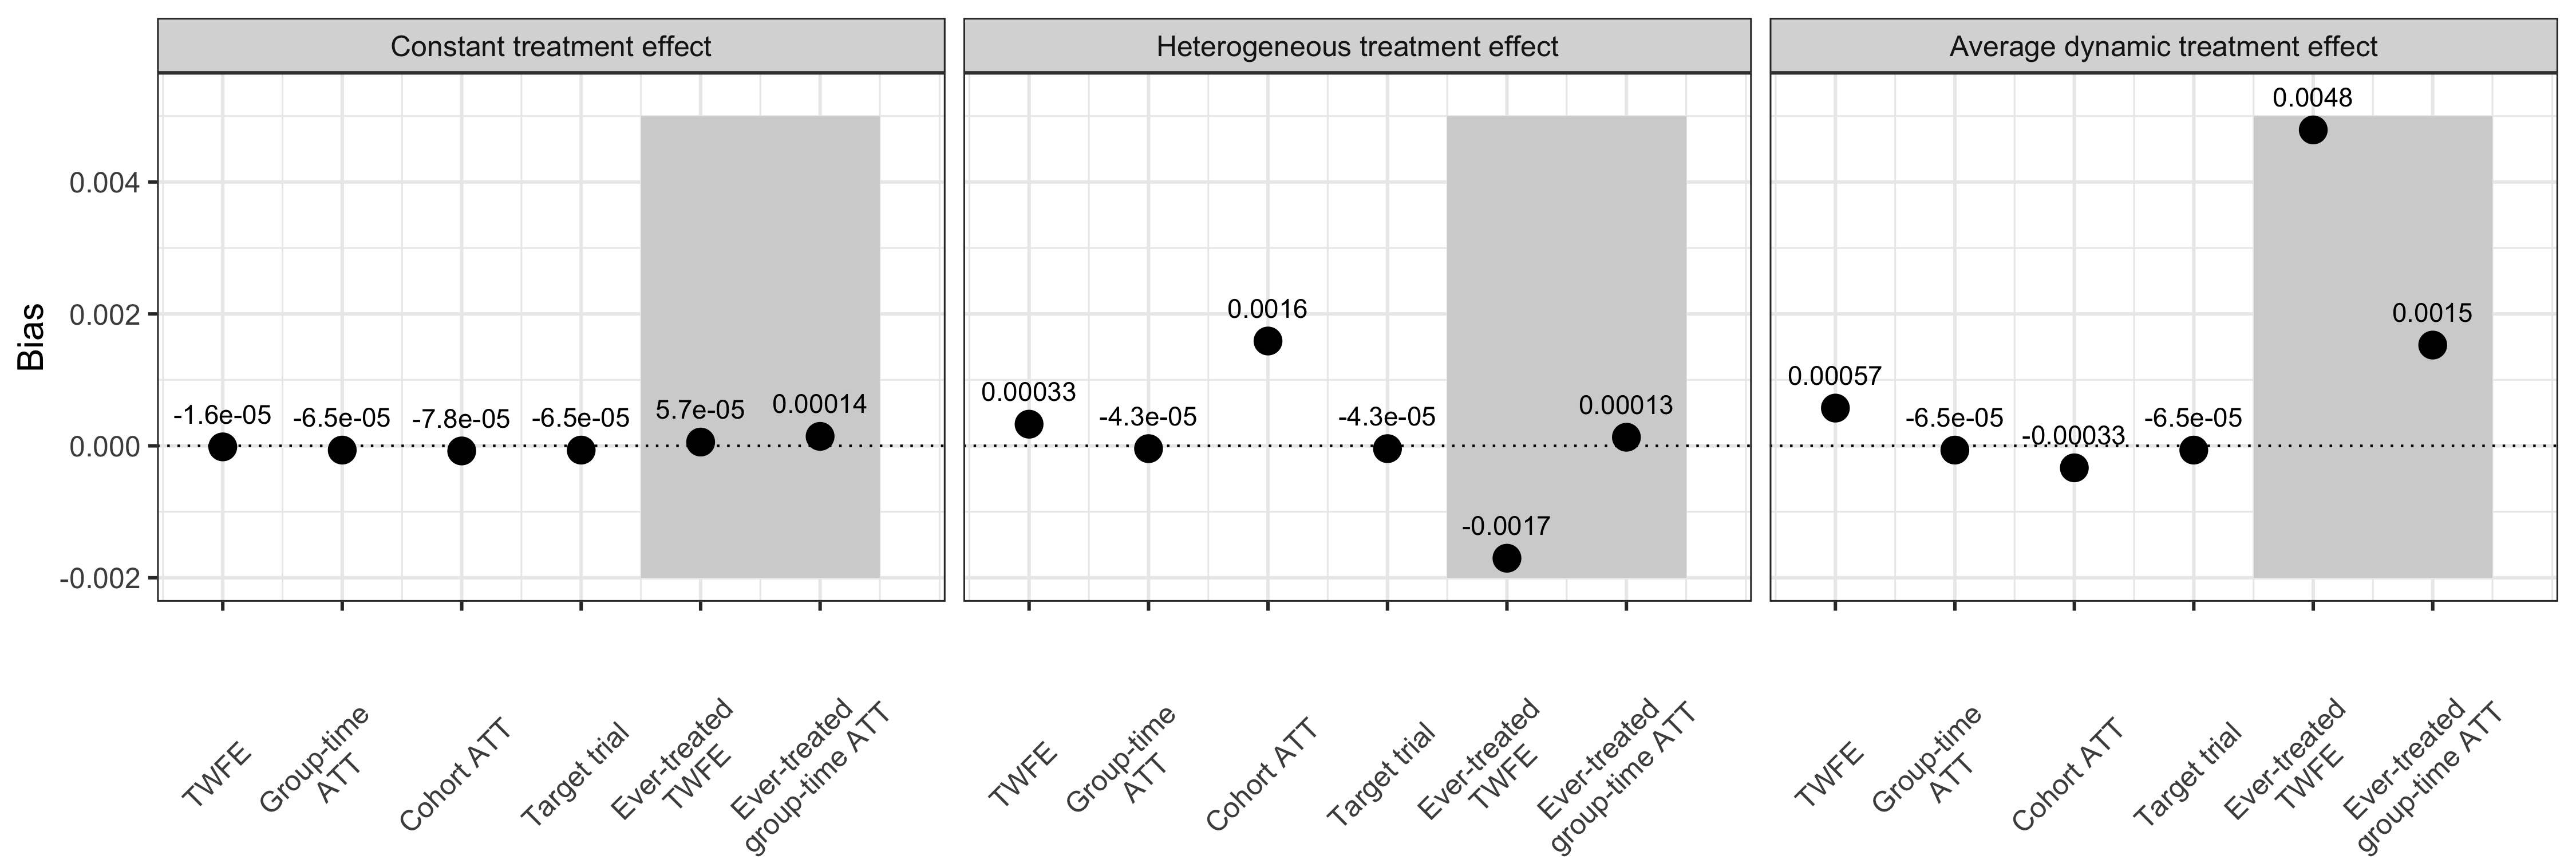 Constant treatment effect
Heterogeneous treatment effect
Average dynamic treatment effect
Bias
0.004
0.002
0.000
-0.002
-1.6e-05
-6.5e-05
-7.8e-05
-6.5e-05
5.7e-05
0.00014
0.00033
-4.3e-05
0.0016
-4.3e-05
-0.0017
0.00013
0.00057
-6.5e-05
-0.00033
-6.5e-05
0.0048
0.0015
TWFE
Group-time
ATT
Cohort ATT
Target trial
Ever-treated
TWFE
Ever-treated
group-time ATT
TWFE
Group-time
ATT
Cohort ATT
Target trial
Ever-treated
TWFE
Ever-treated
group-time ATT
TWFE
Group-time
ATT
Cohort ATT
Target trial
Ever-treated
TWFE
Ever-treated
group-time ATT